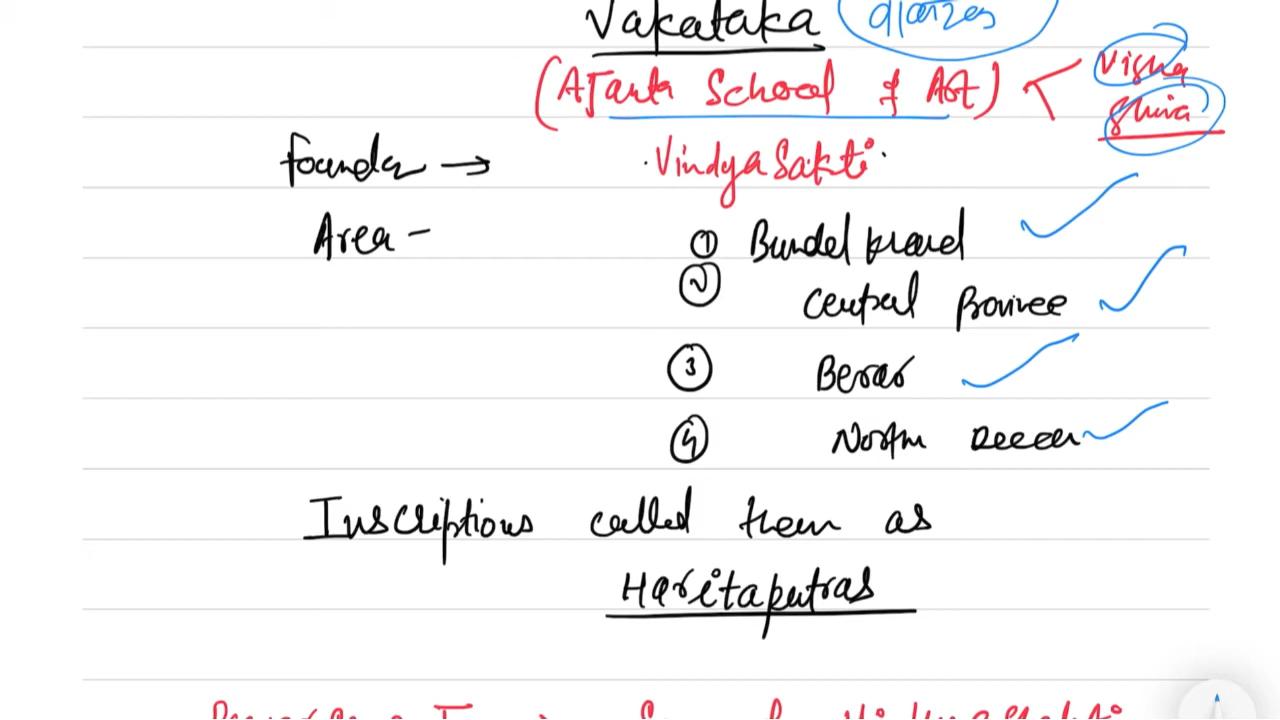 Vakataka
(Ajanta School of Art) < Vishnu
Shiva
founder → Vindyasakti
Area - ① Bundelkhand
② Central Province
③ Berar
④ North Deccan
Inscriptions called them as
Haritaputras